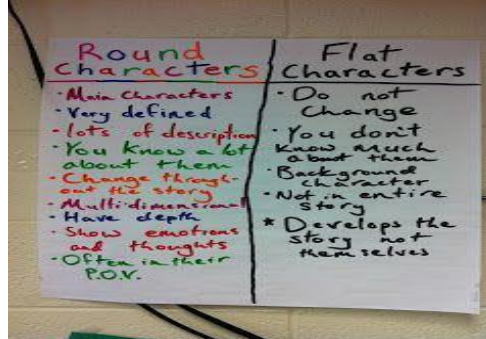 Round
Characters
· Main Characters
· Very defined
· lots of description
· You know a lot
about them
· Change through-
out the story
· Multidimensional
· Have depth
· Show emotions
and thoughts
· Often in their
P.O.V.
Flat
Characters
· Do not
change
· You don't
know much
about them
· Background
character
· Not in entire
story
* Develops the
story not
themselves